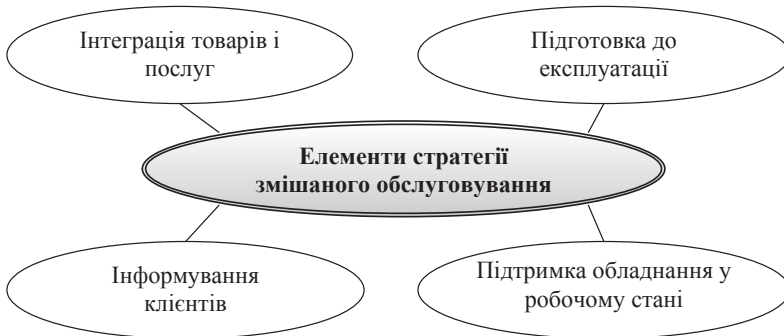 Інтеграція товарів і
послуг
Підготовка до
експлуатації
Елементи стратегії
змішаного обслуговування
Інформування
клієнтів
Підтримка обладнання у
робочому стані